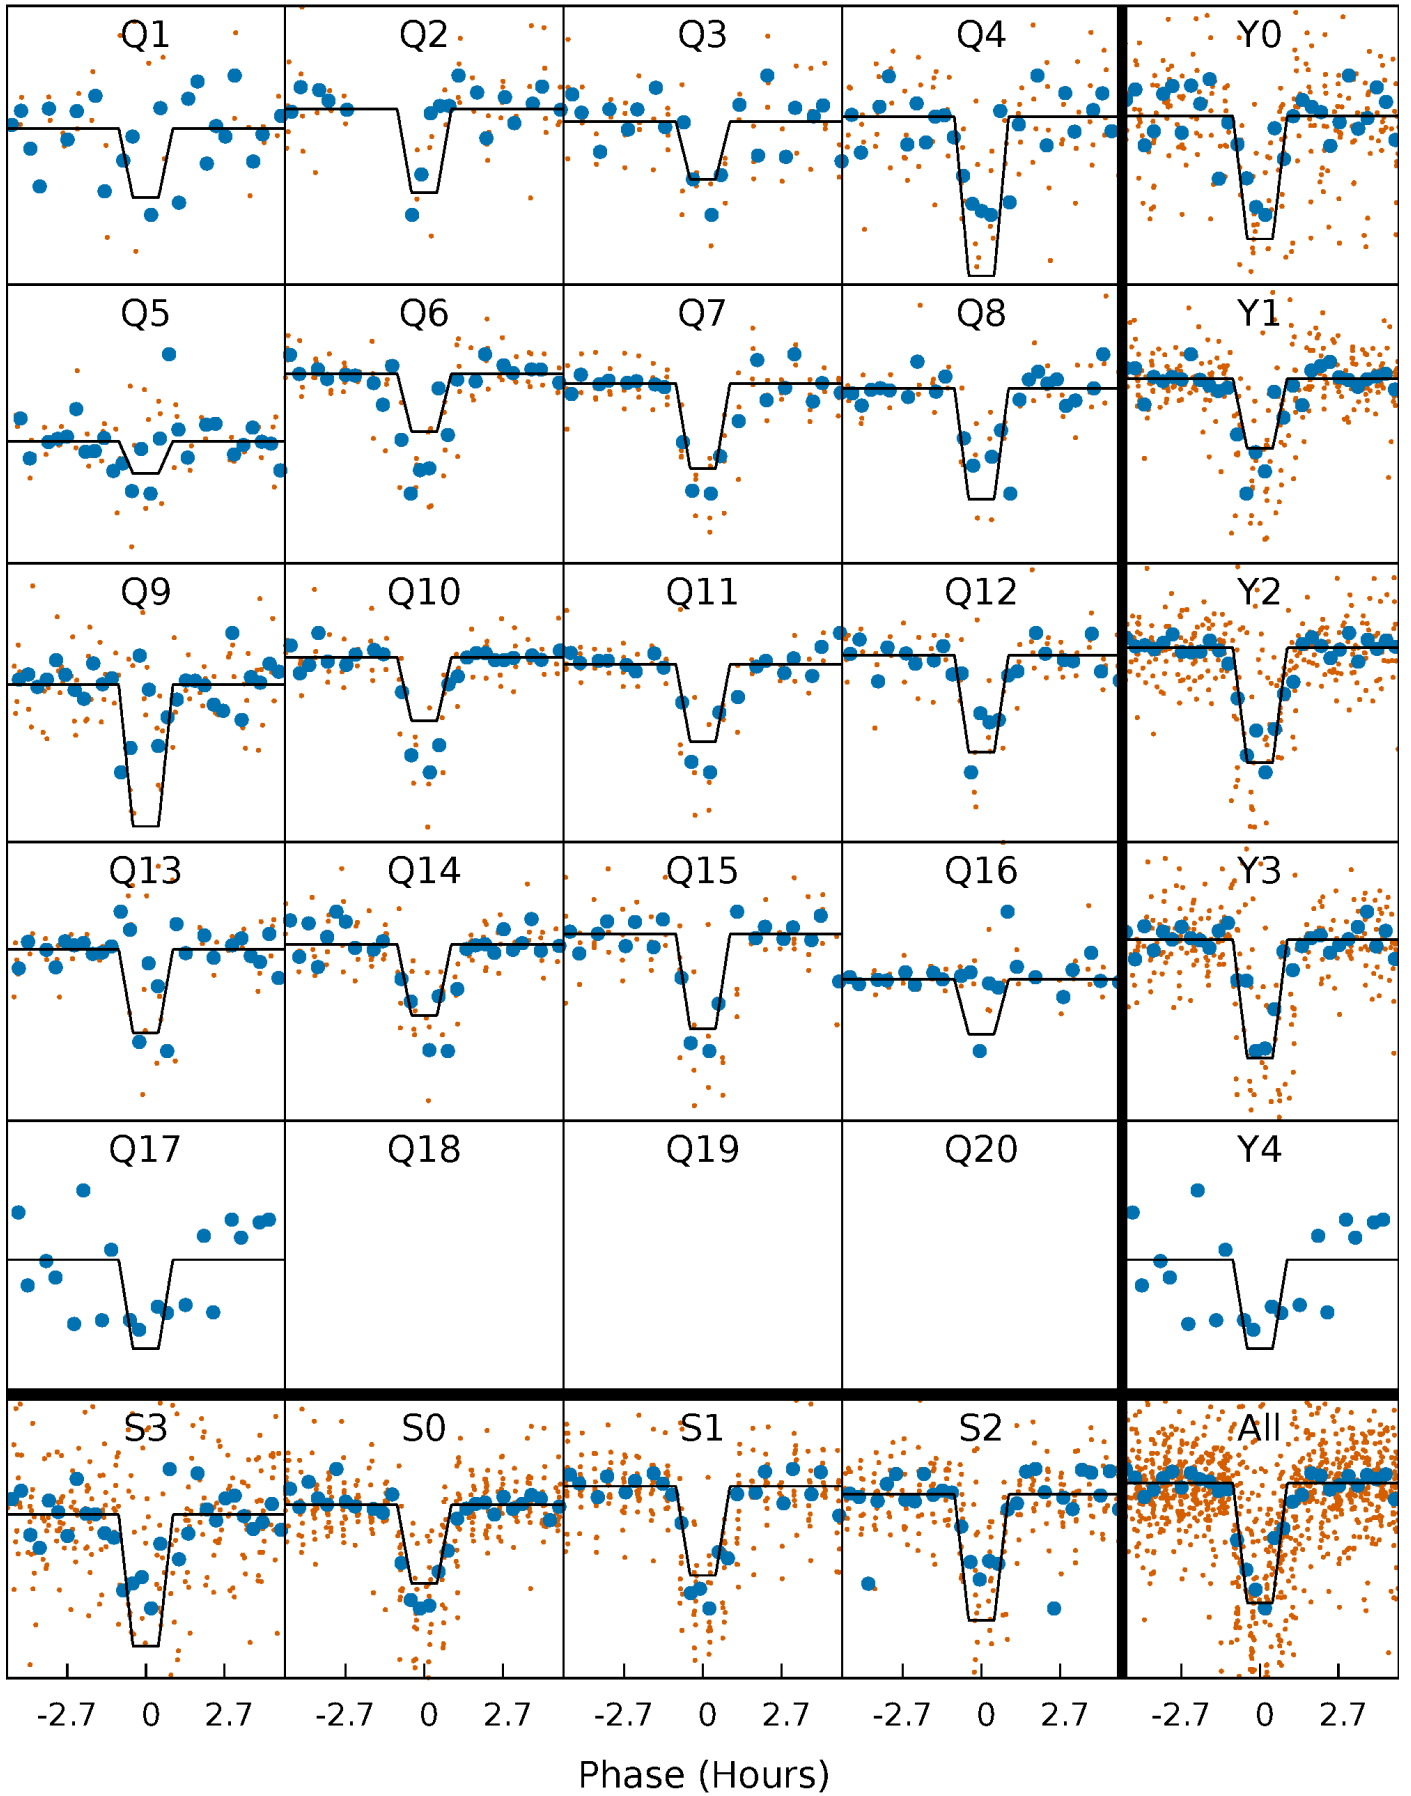 Q1 Q2 Q3 Q4 Y0
Q5 Q6 Q7 Q8 Y1
Q9 Q10 Q11 Q12 Y2
Q13 Q14 Q15 Q16 Y3
Q17 Q18 Q19 Q20 Y4
S3 S0 S1 S2 All
-2.7 0 2.7 -2.7 0 2.7 -2.7 0 2.7 -2.7 0 2.7 -2.7 0 2.7
Phase (Hours)